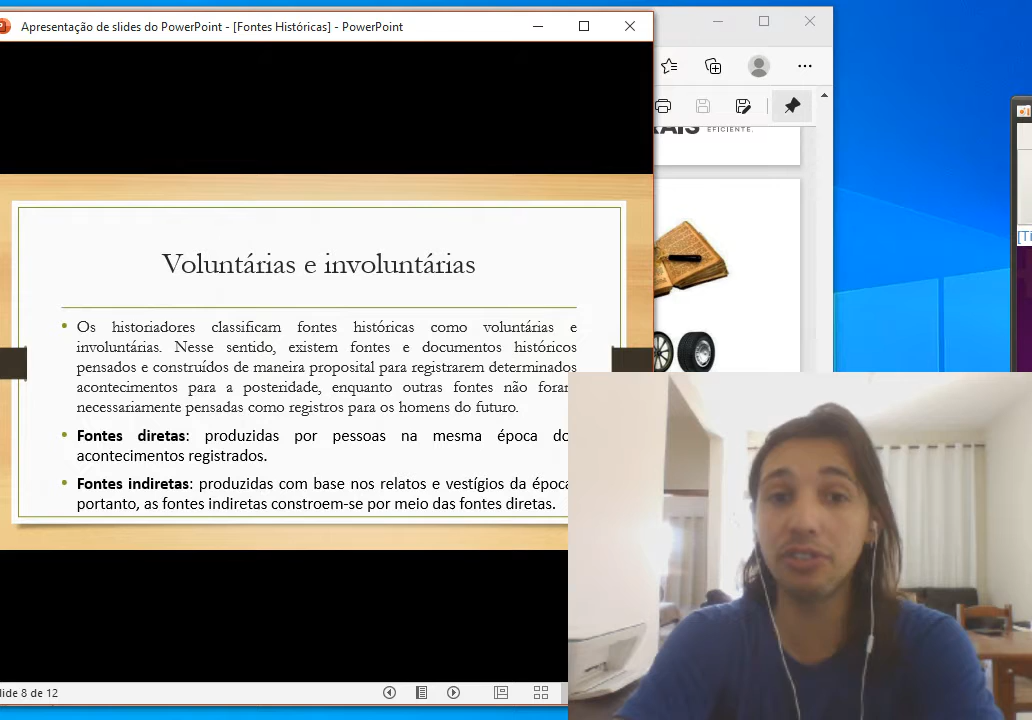 Apresentação de slides do PowerPoint - [Fontes Históricas] - PowerPoint
EFICIENTE.
Voluntárias e involuntárias
• Os historiadores classificam fontes históricas como voluntárias e
involuntárias. Nesse sentido, existem fontes e documentos históricos
pensados e construídos de maneira proposital para registrarem determinados
acontecimentos para a posteridade, enquanto outras fontes não foram
necessariamente pensadas como registros para os homens do futuro.
• Fontes diretas: produzidas por pessoas na mesma época do
acontecimentos registrados.
• Fontes indiretas: produzidas com base nos relatos e vestígios da época
portanto, as fontes indiretas constroem-se por meio das fontes diretas.
lide 8 de 12
[Ti